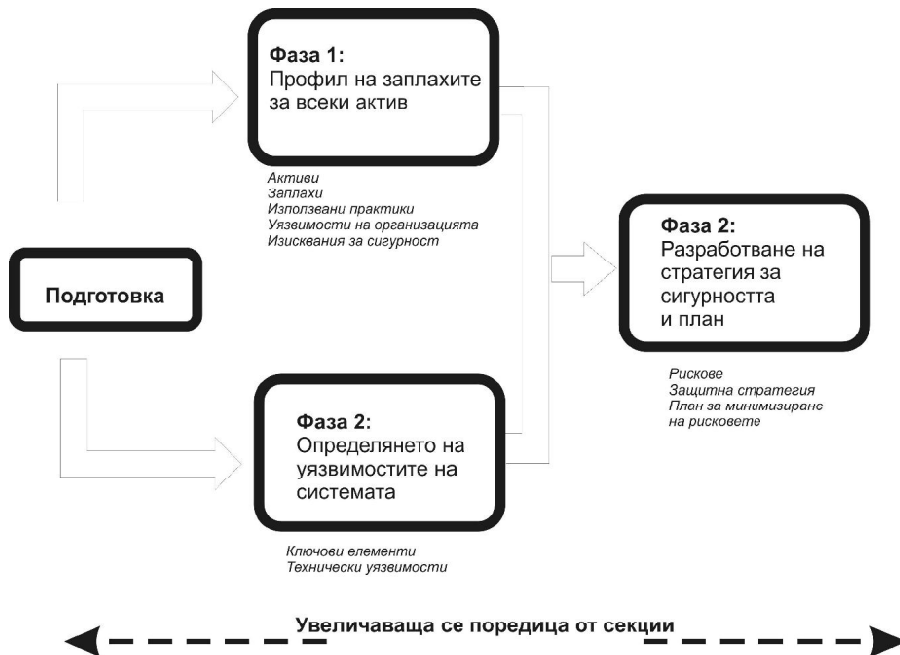 Фаза 1:
Профил на заплахите
за всеки актив
Активи
Заплахи
Използвани практики
Уязвимости на организацията
Изисквания за сигурност
Подготовка
Фаза 2:
Разработване на
стратегия за
сигурността
и план
Рискове
Защитна стратегия
План за минимизиране
на рисковете
Фаза 2:
Определянето на
уязвимостите на
системата
Ключови елементи
Технически уязвимости
Увеличаваща се поредица от секции